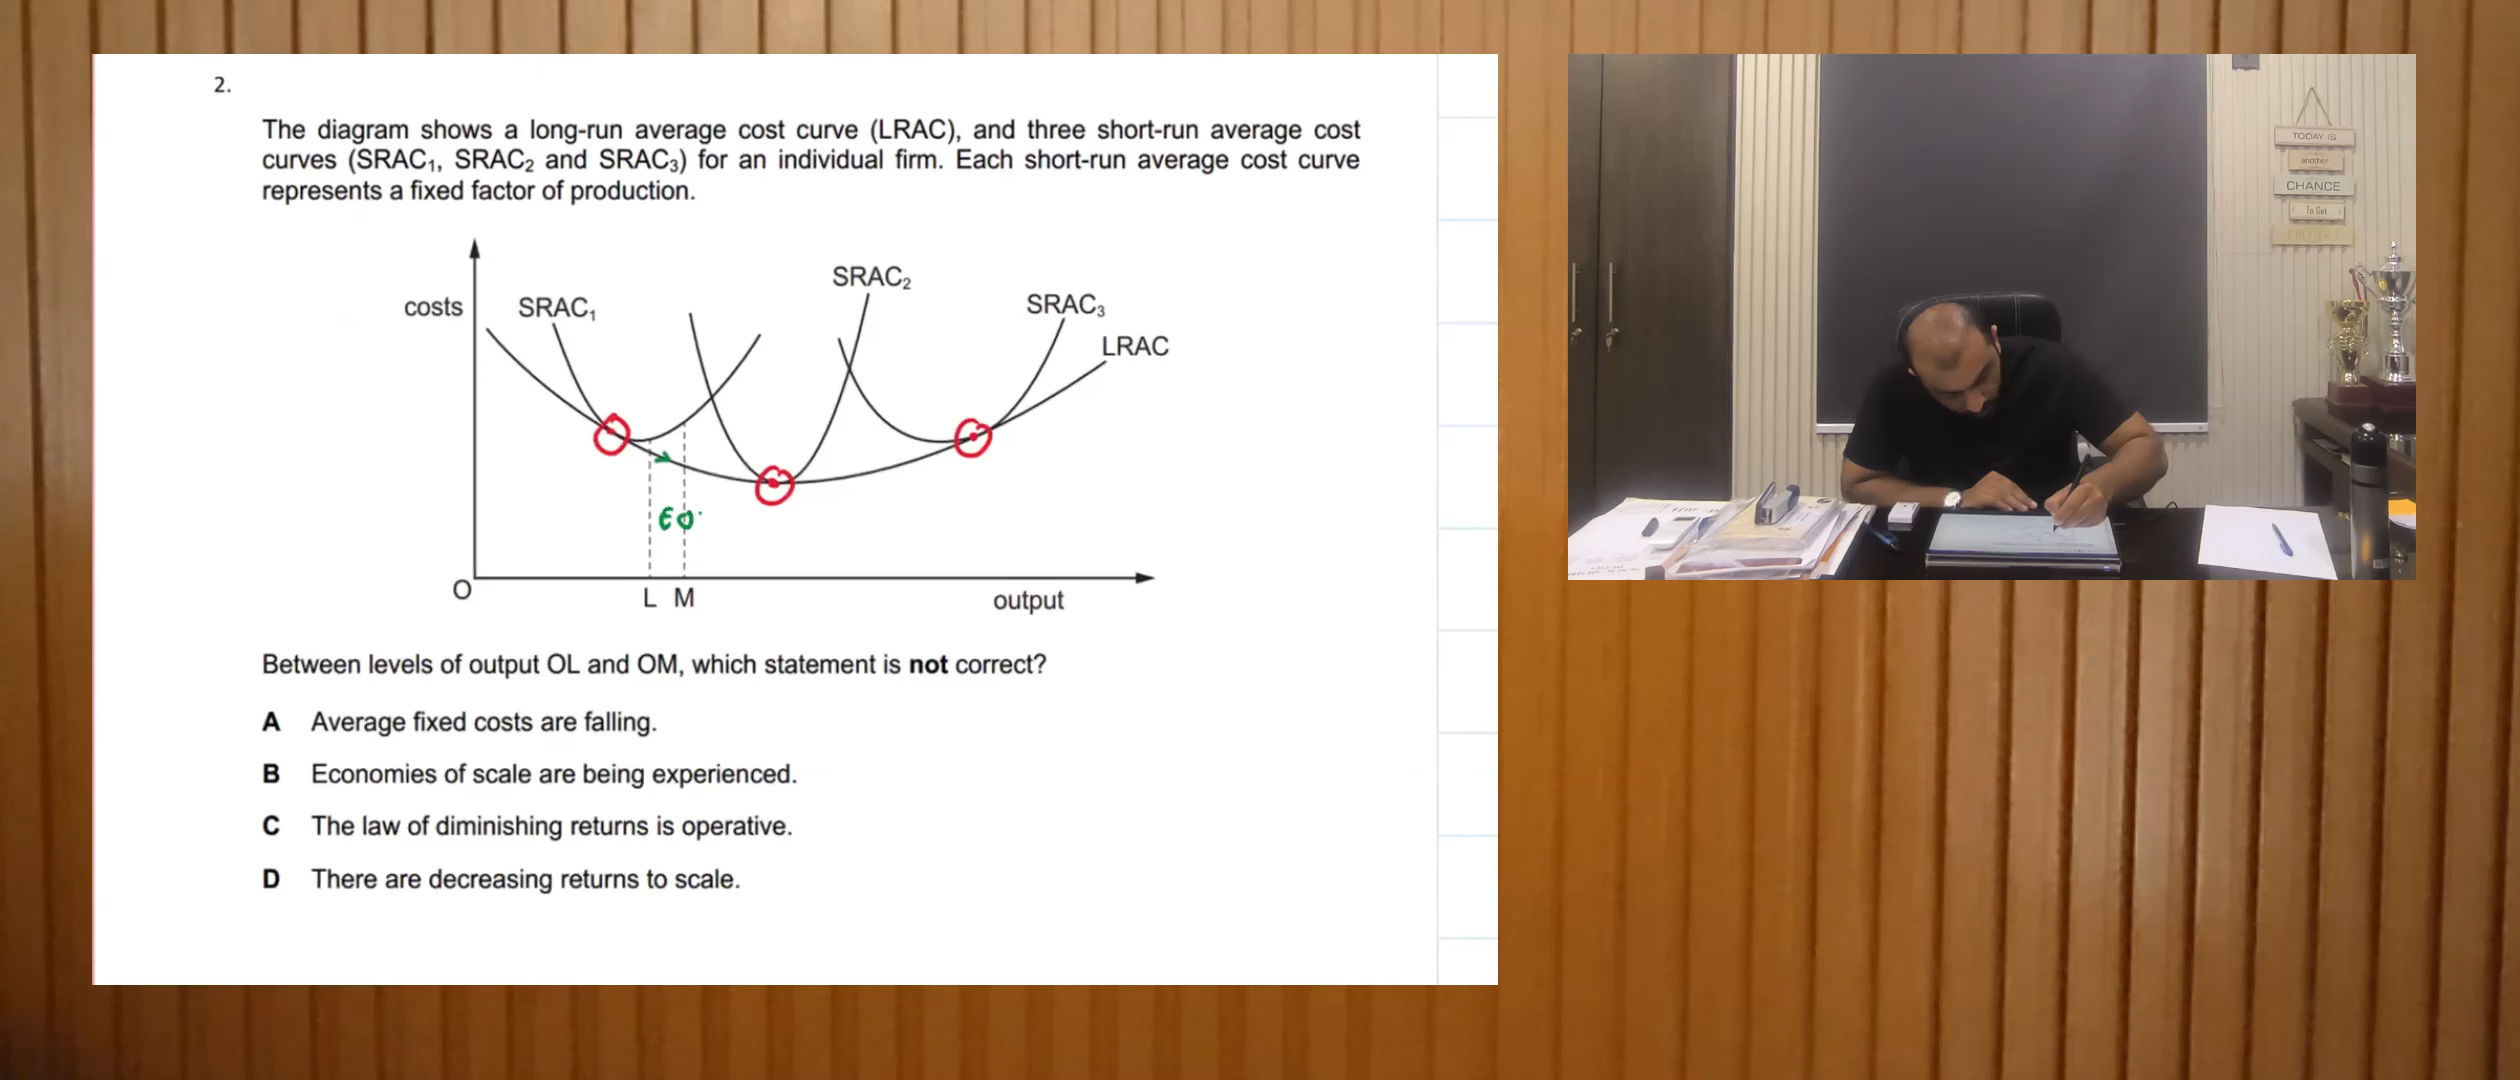 2.
The diagram shows a long-run average cost curve (LRAC), and three short-run average cost
curves (SRAC₁, SRAC₂ and SRAC₃) for an individual firm. Each short-run average cost curve
represents a fixed factor of production.
costs
SRAC₁
SRAC₂
SRAC₃
LRAC
O
L M
output
Between levels of output OL and OM, which statement is not correct?
A Average fixed costs are falling.
B Economies of scale are being experienced.
C The law of diminishing returns is operative.
D There are decreasing returns to scale.
TODAY IS
another
CHANCE
To Get